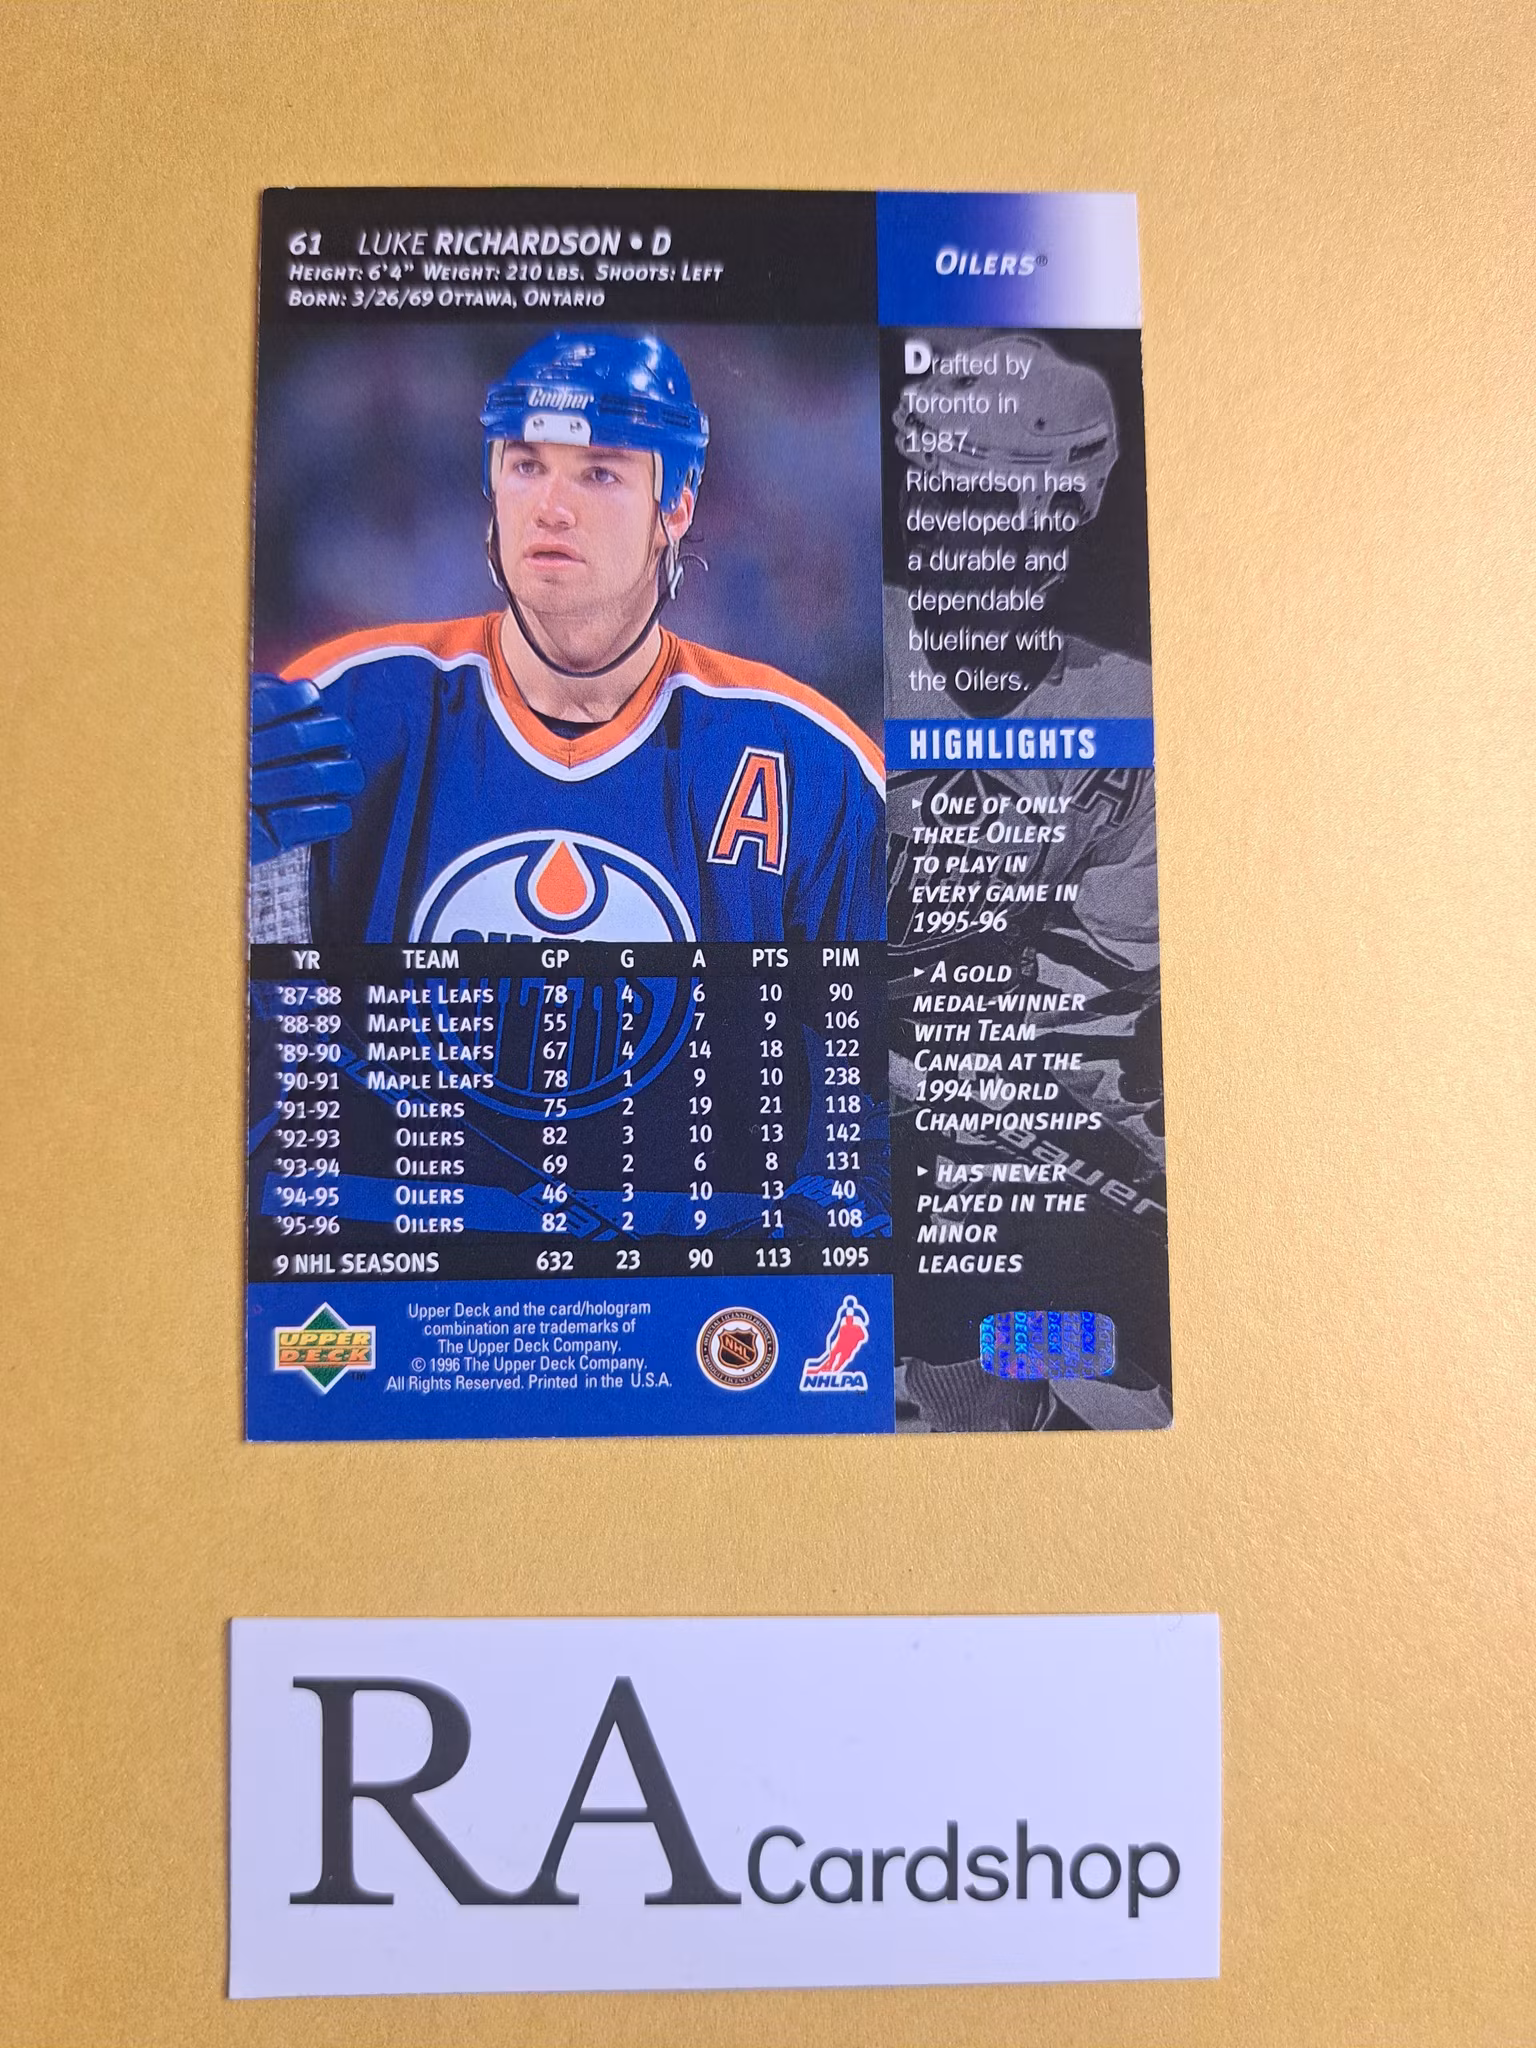 61 LUKE RICHARDSON • D
HEIGHT: 6'4" WEIGHT: 210 LBS. SHOOTS: LEFT
BORN: 3/26/69 OTTAWA, ONTARIO
OILERS®
Cooper
A
Drafted by
Toronto in
1987,
Richardson has
developed into
a durable and
dependable
blueliner with
the Oilers.
HIGHLIGHTS
▸ ONE OF ONLY
THREE OILERS
TO PLAY IN
EVERY GAME IN
1995-96
▸ A GOLD
MEDAL-WINNER
WITH TEAM
CANADA AT THE
1994 WORLD
CHAMPIONSHIPS
▸ HAS NEVER
PLAYED IN THE
MINOR
LEAGUES
YR TEAM GP G A PTS PIM
'87-88 MAPLE LEAFS 78 4 6 10 90
'88-89 MAPLE LEAFS 55 2 7 9 106
'89-90 MAPLE LEAFS 67 4 14 18 122
'90-91 MAPLE LEAFS 78 1 9 10 238
'91-92 OILERS 75 2 19 21 118
'92-93 OILERS 82 3 10 13 142
'93-94 OILERS 69 2 6 8 131
'94-95 OILERS 46 3 10 13 40
'95-96 OILERS 82 2 9 11 108
9 NHL SEASONS 632 23 90 113 1095
UPPER
DECK
TM
Upper Deck and the card/hologram
combination are trademarks of
The Upper Deck Company.
© 1996 The Upper Deck Company.
All Rights Reserved. Printed in the U.S.A.
NHL
NHLPA
Bauer
RA Cardshop